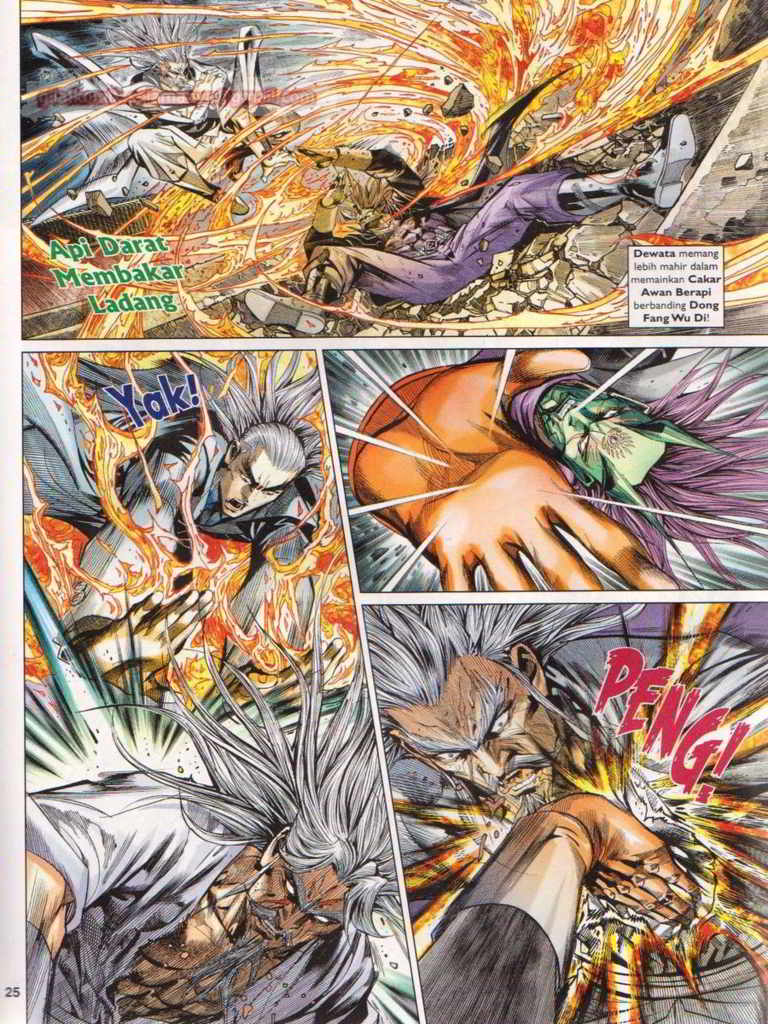 Api Darat
Membakar
Ladang
Dewata memang
lebih mahir dalam
memainkan Cakar
Awan Berapi
berbanding Dong
Fang Wu Di!
Yak!
PENG!
25